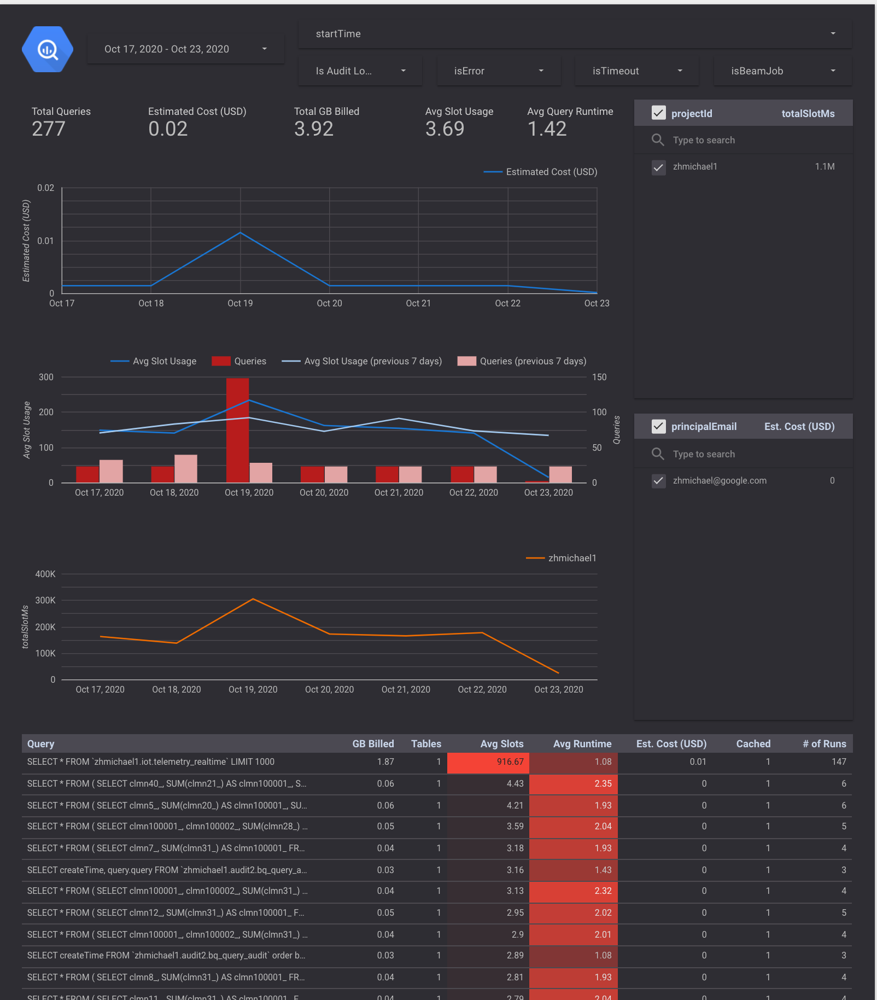 Oct 17, 2020 - Oct 23, 2020
startTime
Is Audit Lo...
isError
isTimeout
isBeamJob
Total Queries
277
Estimated Cost (USD)
0.02
Total GB Billed
3.92
Avg Slot Usage
3.69
Avg Query Runtime
1.42
projectId totalSlotMs
Type to search
zhmichael1 1.1M
Estimated Cost (USD)
Estimated Cost (USD)
0.02
0.01
0
Oct 17 Oct 18 Oct 19 Oct 20 Oct 21 Oct 22 Oct 23
Avg Slot Usage Queries Avg Slot Usage (previous 7 days) Queries (previous 7 days)
Avg Slot Usage
300
200
100
0
150
100
50
0
Queries
Oct 17, 2020 Oct 18, 2020 Oct 19, 2020 Oct 20, 2020 Oct 21, 2020 Oct 22, 2020 Oct 23, 2020
principalEmail Est. Cost (USD)
Type to search
zhmichael@google.com 0
zhmichael1
totalSlotMs
400K
300K
200K
100K
0
Oct 17, 2020 Oct 18, 2020 Oct 19, 2020 Oct 20, 2020 Oct 21, 2020 Oct 22, 2020 Oct 23, 2020
Query GB Billed Tables Avg Slots Avg Runtime Est. Cost (USD) Cached # of Runs
SELECT * FROM `zhmichael1.iot.telemetry_realtime` LIMIT 1000 1.87 1 916.67 1.08 0.01 1 147
SELECT * FROM ( SELECT clmn40_, SUM(clmn21_) AS clmn100001_, S... 0.06 1 4.43 2.35 0 1 6
SELECT * FROM ( SELECT clmn5_, SUM(clmn20_) AS clmn100001_, SU... 0.06 1 4.21 1.93 0 1 6
SELECT * FROM ( SELECT clmn100001_, clmn100002_, SUM(clmn28_) ... 0.05 1 3.59 2.04 0 1 5
SELECT * FROM ( SELECT clmn7_, SUM(clmn31_) AS clmn100001_ FR... 0.04 1 3.18 1.93 0 1 4
SELECT createTime, query.query FROM `zhmichael1.audit2.bq_query_a... 0.03 1 3.16 1.43 0 1 3
SELECT * FROM ( SELECT clmn100001_, clmn100002_, SUM(clmn31_) ... 0.04 1 3.13 2.32 0 1 4
SELECT * FROM ( SELECT clmn12_, SUM(clmn31_) AS clmn100001_ F... 0.05 1 2.95 2.02 0 1 5
SELECT * FROM ( SELECT clmn100001_, clmn100002_, SUM(clmn31_) ... 0.04 1 2.9 2.01 0 1 4
SELECT createTime FROM `zhmichael1.audit2.bq_query_audit` order b... 0.03 1 2.89 1.08 0 1 3
SELECT * FROM ( SELECT clmn8_, SUM(clmn31_) AS clmn100001_ FR... 0.04 1 2.81 1.93 0 1 4
SELECT * FROM ( SELECT clmn11_, SUM(clmn31_) AS clmn100001_ F... 0.04 1 2.79 2.04 0 1 4